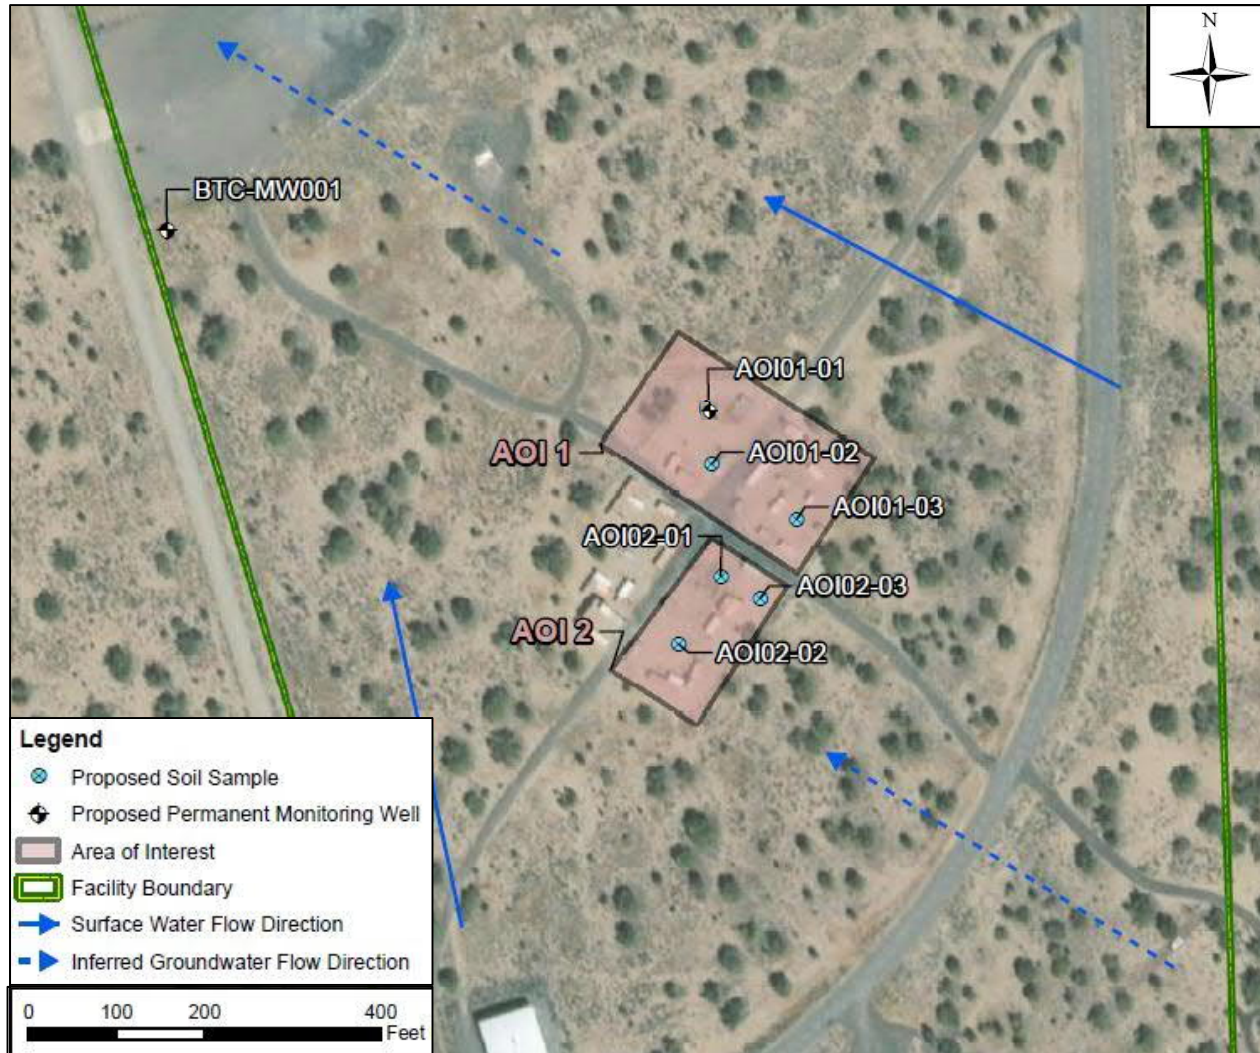 N
BTC-MW001
AOI01-01
AOI 1
AOI01-02
AOI01-03
AOI02-01
AOI02-03
AOI 2
AOI02-02
Legend
Proposed Soil Sample
Proposed Permanent Monitoring Well
Area of Interest
Facility Boundary
Surface Water Flow Direction
Inferred Groundwater Flow Direction
0 100 200 400
Feet